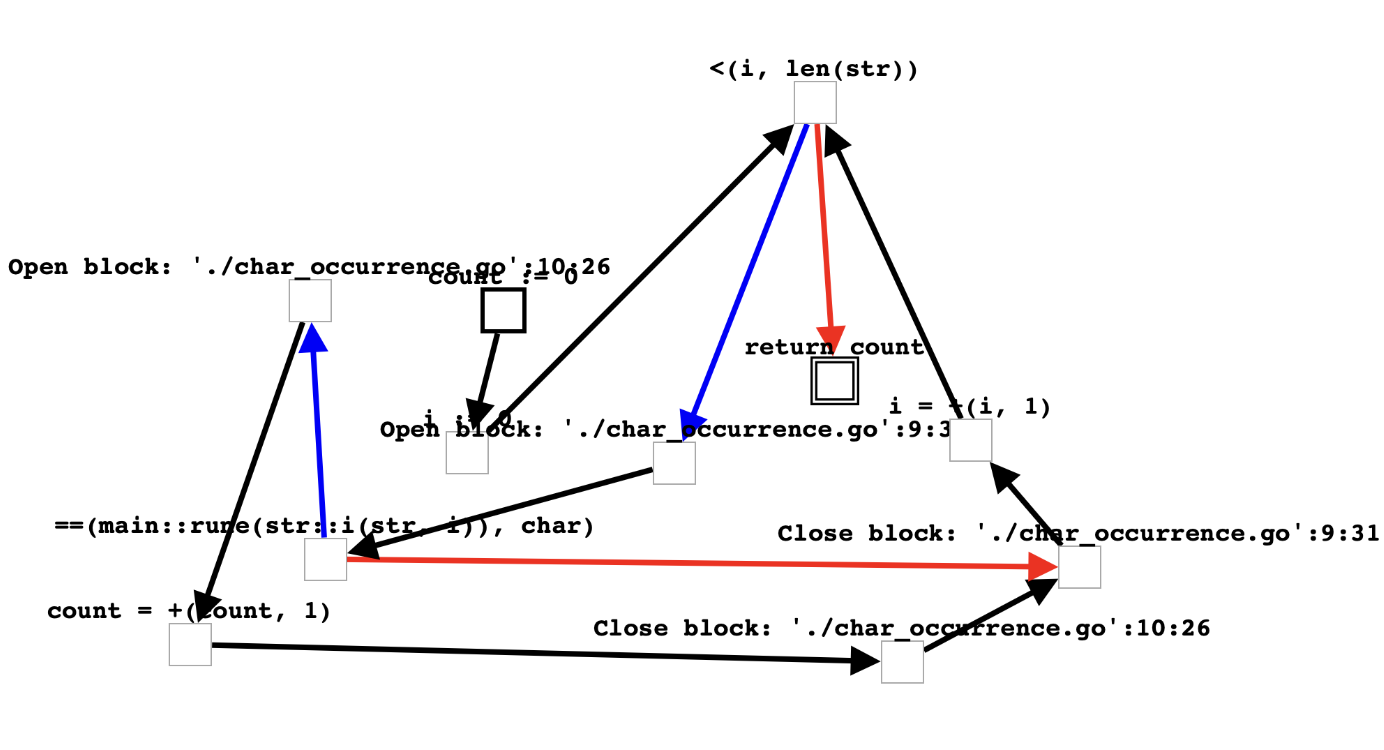 <(i, len(str))
Open block: './char_occurrence.go':10:26
count := 0
return count
i = +(i, 1)
i := 0
Open block: './char_occurrence.go':9:3
==(main::rune(str::i(str, i)), char)
Close block: './char_occurrence.go':9:31
count = +(count, 1)
Close block: './char_occurrence.go':10:26